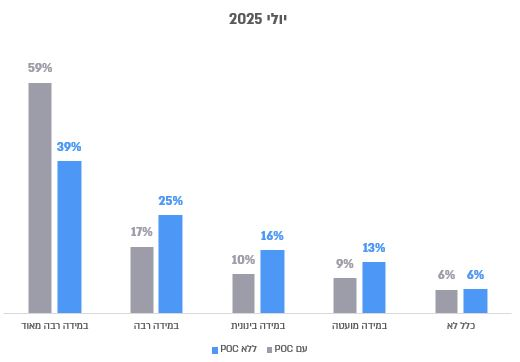 יולי 2025
59%
39%
17%
25%
10%
16%
9%
13%
6%
6%
במידה רבה מאוד
במידה רבה
במידה בינונית
במידה מועטה
כלל לא
עם POC
ללא POC